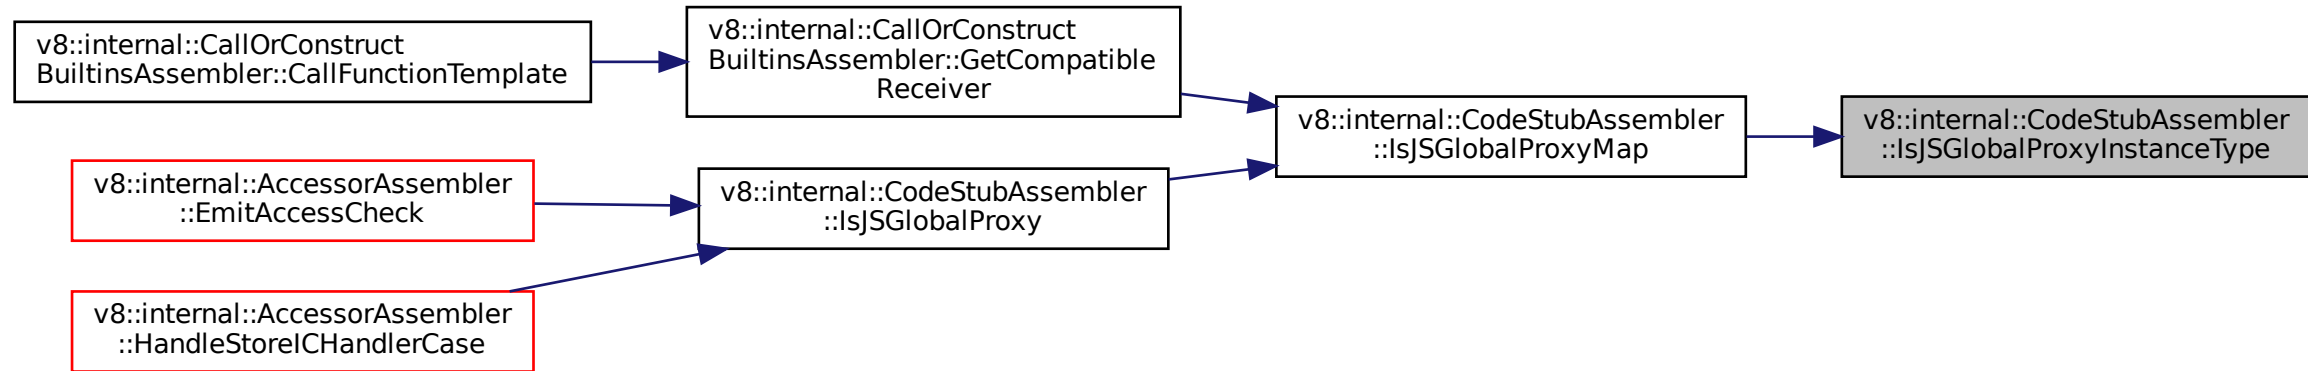 v8::internal::CallOrConstruct
BuiltinsAssembler::CallFunctionTemplate
v8::internal::CallOrConstruct
BuiltinsAssembler::GetCompatible
Receiver
v8::internal::CodeStubAssembler
::IsJSGlobalProxyMap
v8::internal::CodeStubAssembler
::IsJSGlobalProxyInstanceType
v8::internal::AccessorAssembler
::EmitAccessCheck
v8::internal::CodeStubAssembler
::IsJSGlobalProxy
v8::internal::AccessorAssembler
::HandleStoreICHandlerCase